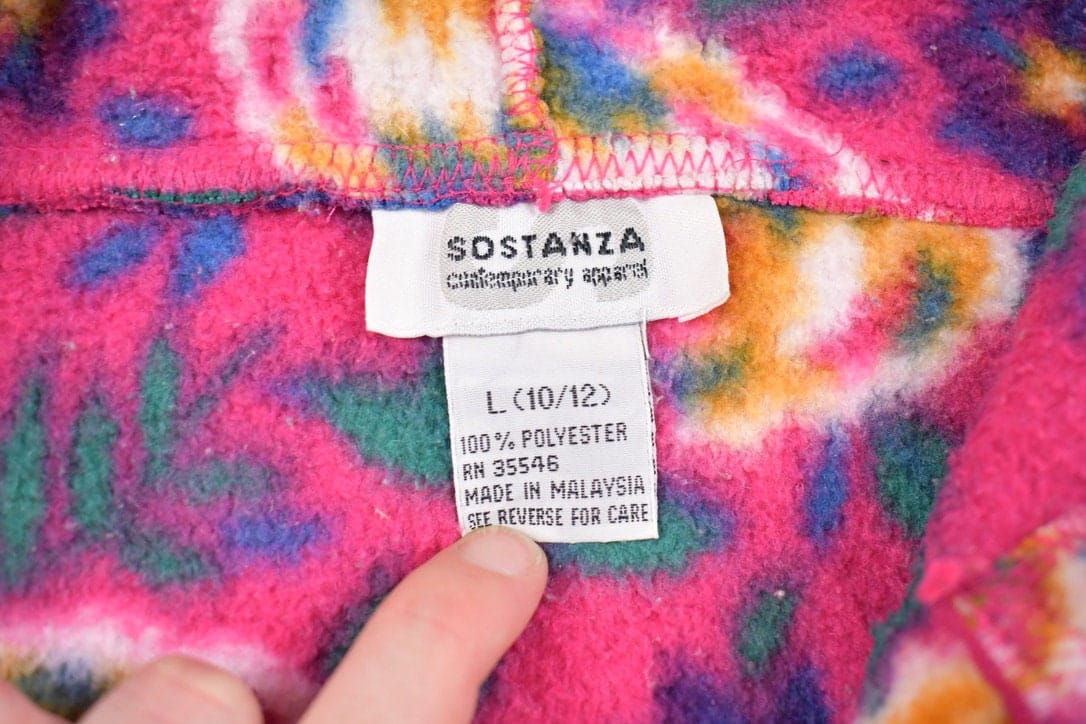 SOSTANZA
contemporary apparel
L (10/12)
100% POLYESTER
RN 35546
MADE IN MALAYSIA
SEE REVERSE FOR CARE